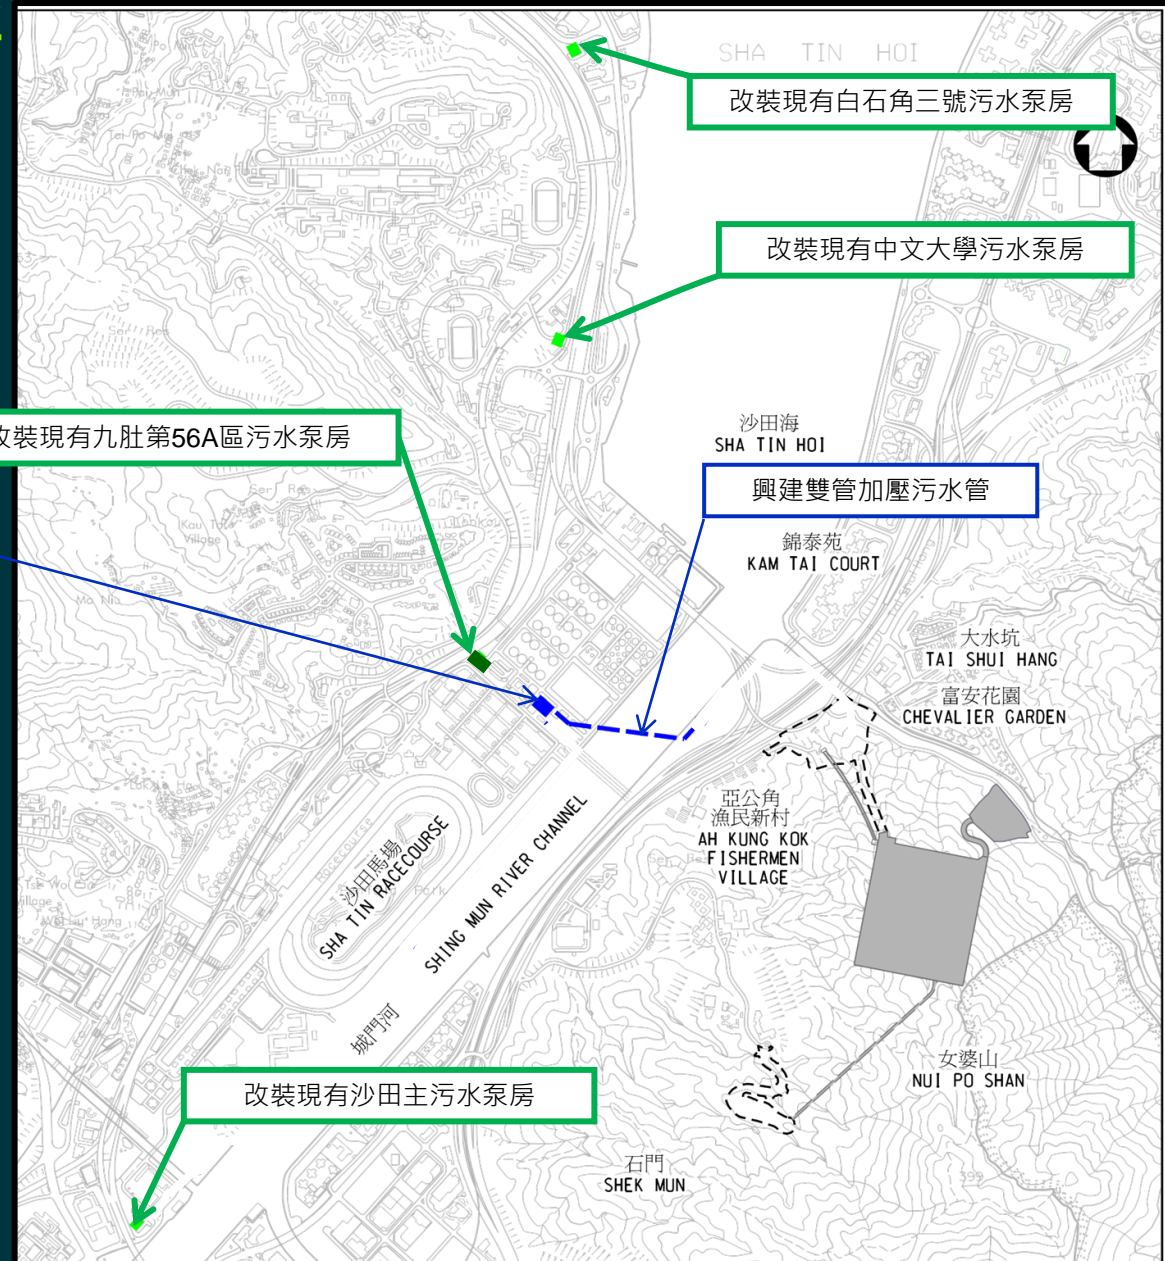 SHA TIN HOI
改裝現有白石角三號污水泵房
改裝現有中文大學污水泵房
沙田海
SHA TIN HOI
改裝現有九肚第56A區污水泵房
興建雙管加壓污水管
錦泰苑
KAM TAI COURT
大水坑
TAI SHUI HANG
富安花園
CHEVALIER GARDEN
亞公角
漁民新村
AH KUNG KOK
FISHERMEN
VILLAGE
沙田馬場
SHA TIN RACECOURSE
SHING MUN RIVER CHANNEL
城門河
女婆山
NUI PO SHAN
改裝現有沙田主污水泵房
石門
SHEK MUN